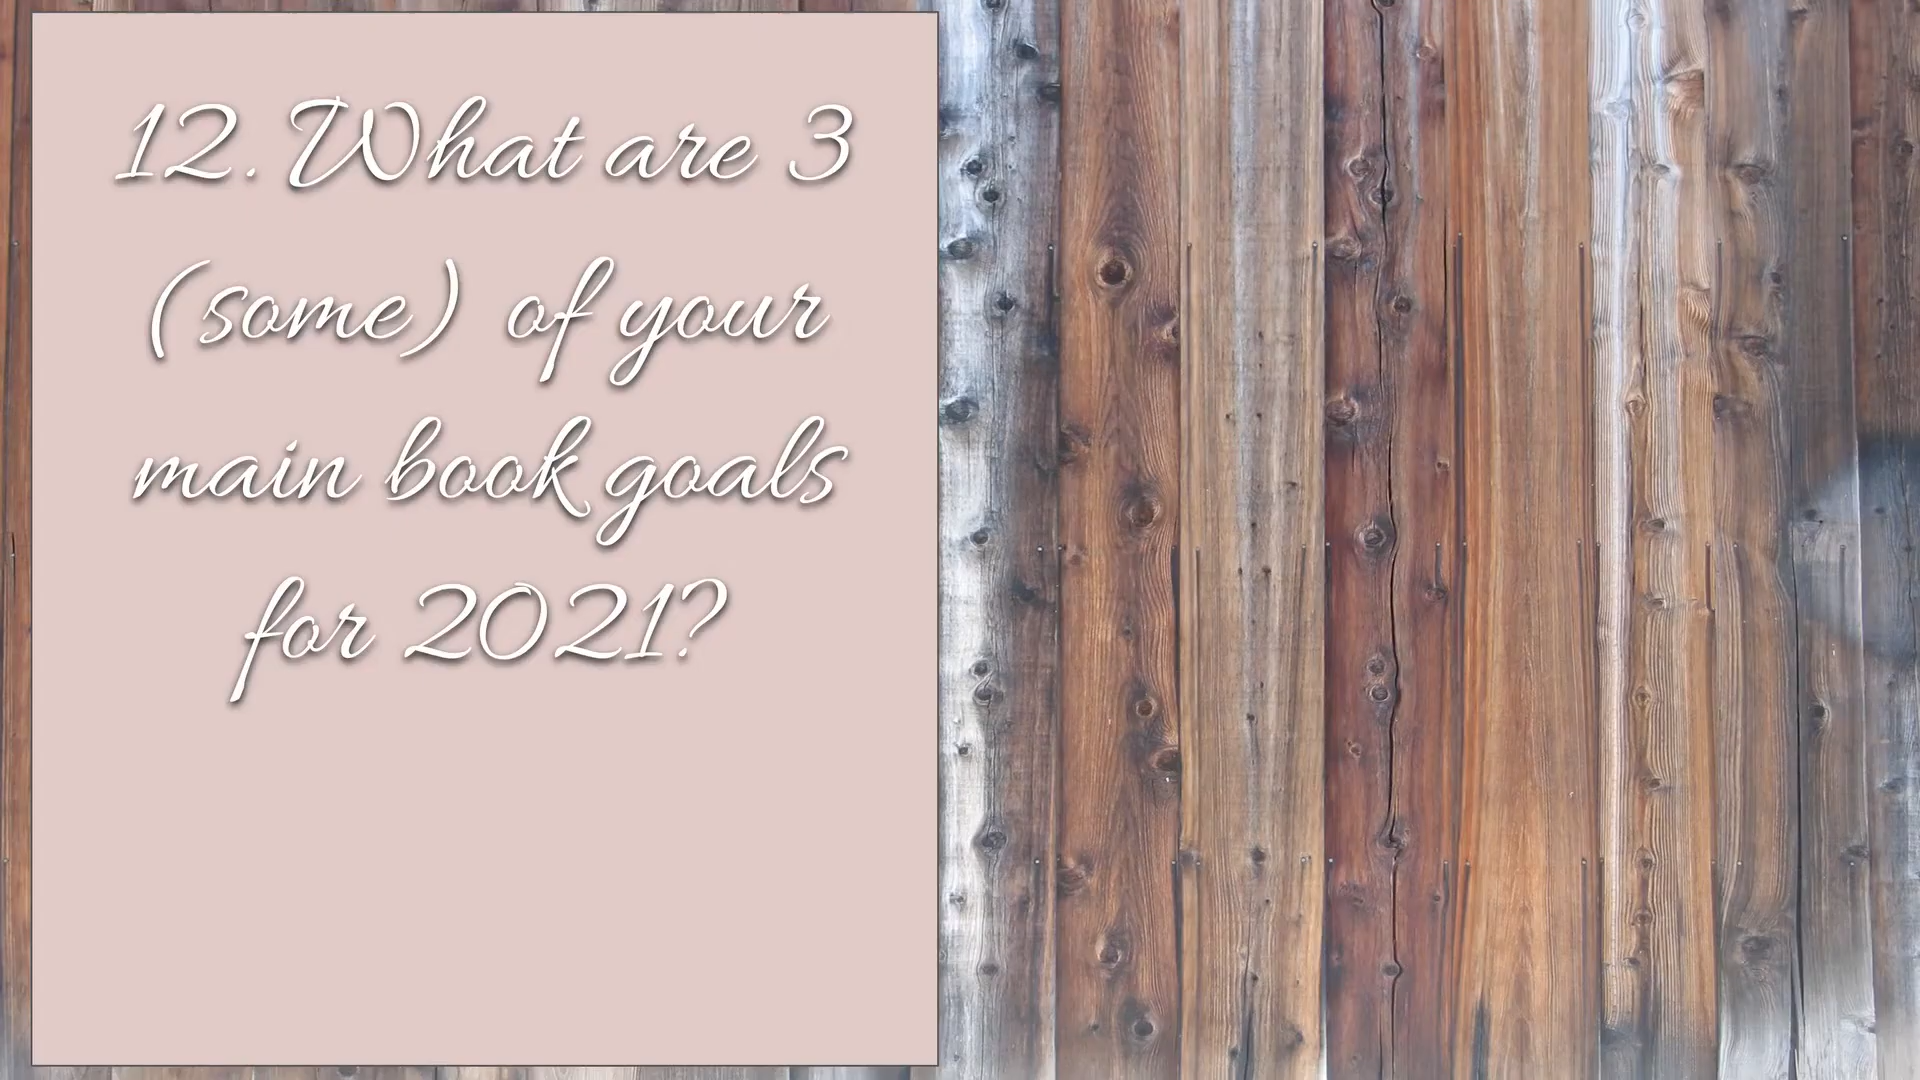 12. What are 3
(some) of your
main book goals
for 2021?